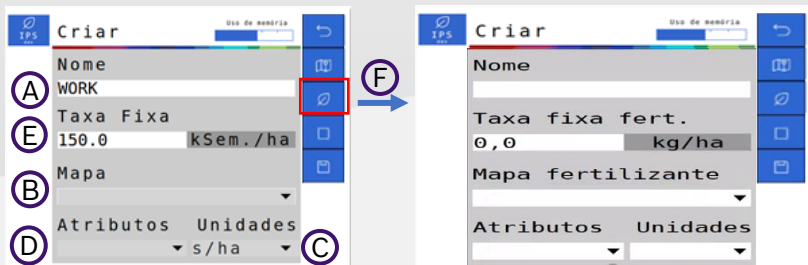 IPS
Criar
Uso de memória
Nome
A
WORK
Taxa Fixa
E
150.0 kSem./ha
Mapa
B
Atributos Unidades
D
s/ha
C
F
IPS
Criar
Uso de memória
Nome
Taxa fixa fert.
0,0 kg/ha
Mapa fertilizante
Atributos Unidades